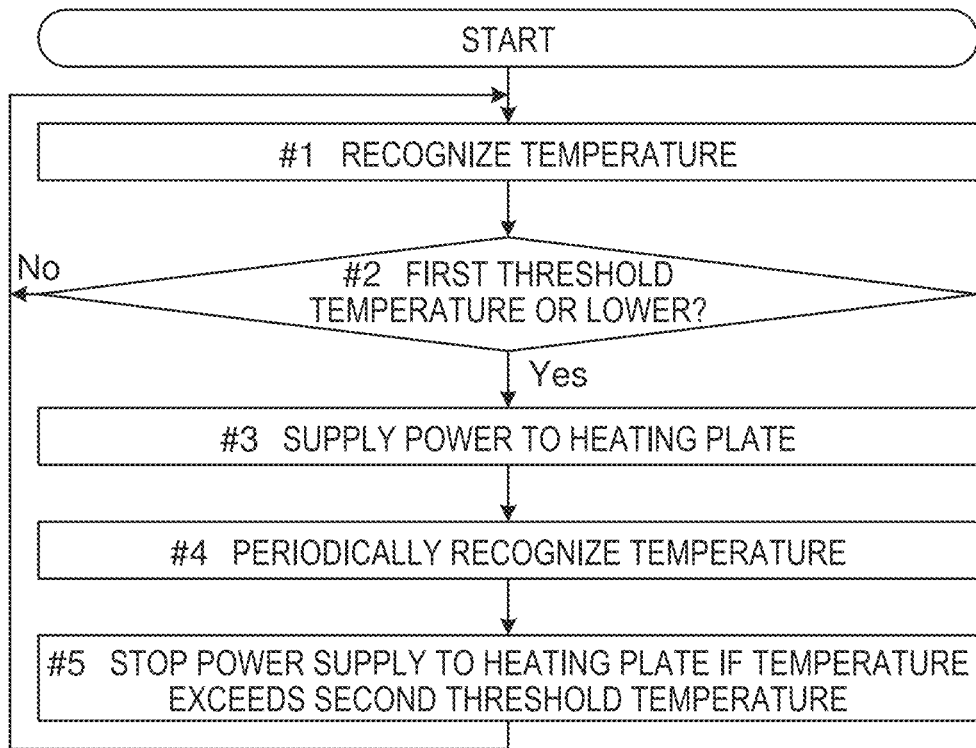 START
#1 RECOGNIZE TEMPERATURE
#2 FIRST THRESHOLD
TEMPERATURE OR LOWER?
No
Yes
#3 SUPPLY POWER TO HEATING PLATE
#4 PERIODICALLY RECOGNIZE TEMPERATURE
#5 STOP POWER SUPPLY TO HEATING PLATE IF TEMPERATURE
EXCEEDS SECOND THRESHOLD TEMPERATURE